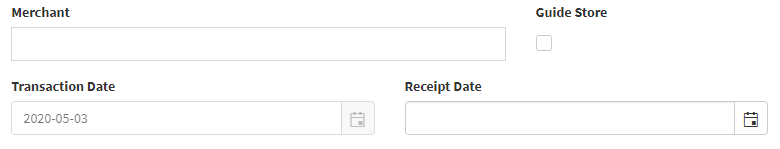 Merchant
Guide Store
Transaction Date
Receipt Date
2020-05-03